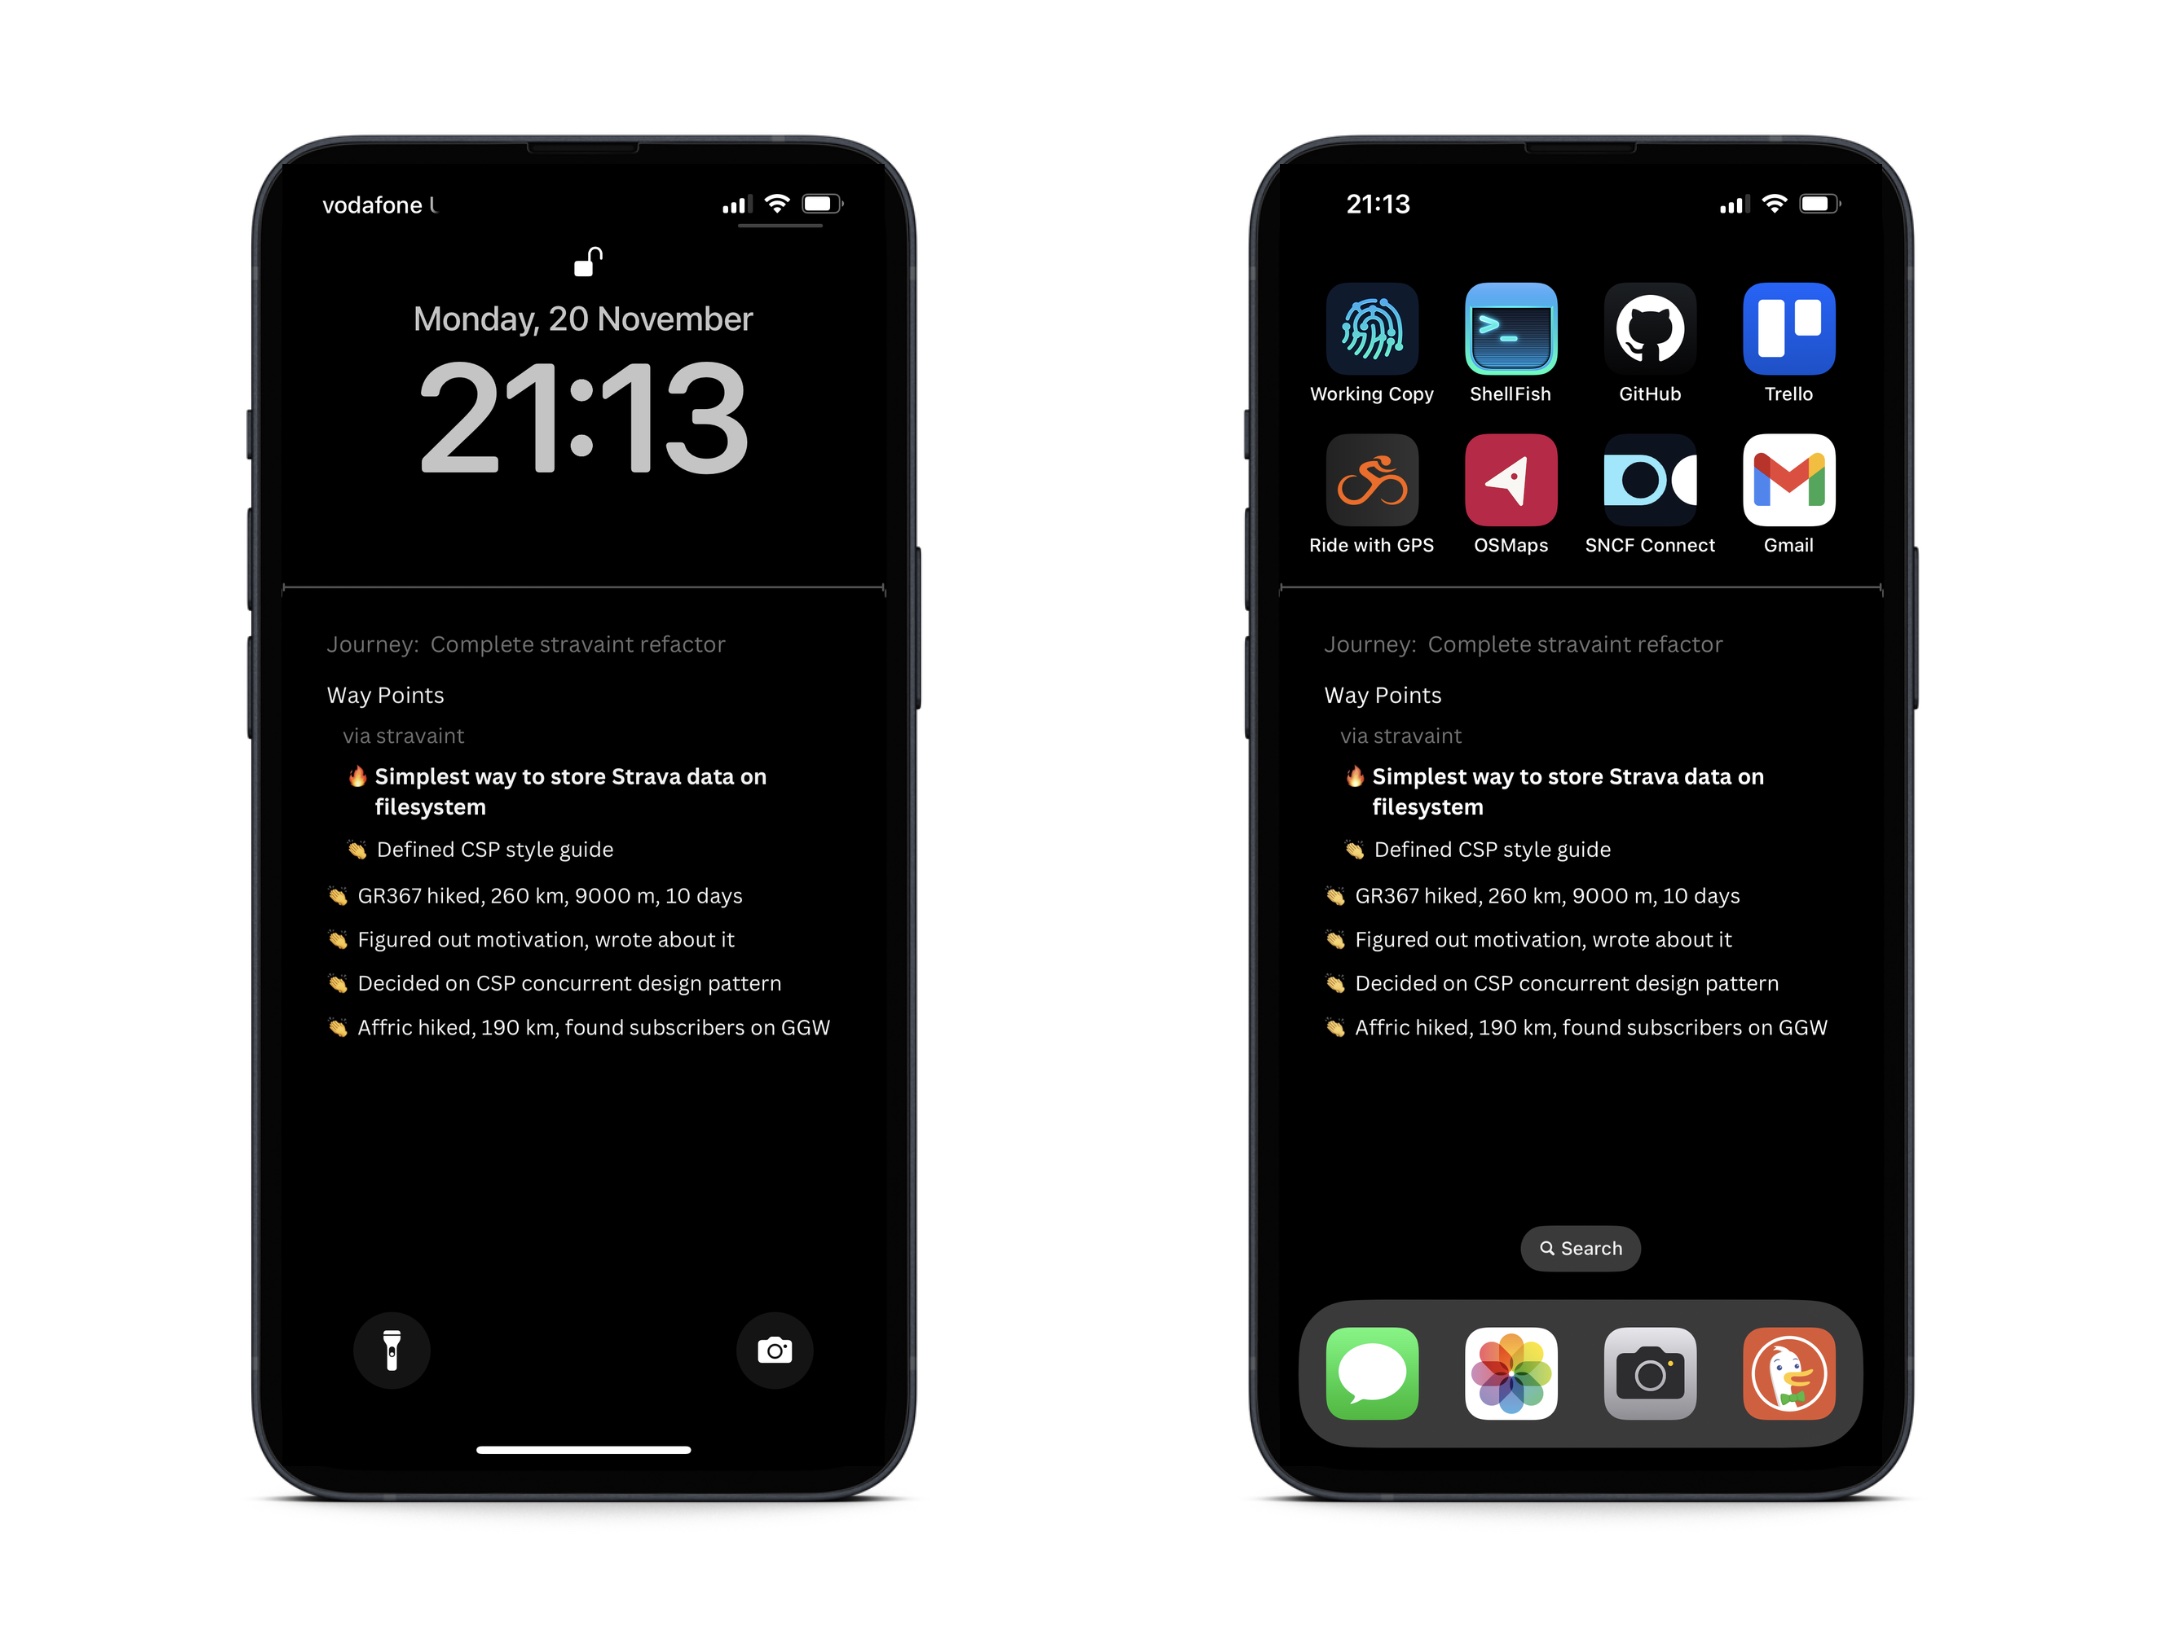 vodafone
Monday, 20 November
21:13
Journey: Complete stravaint refactor
Way Points
via stravaint
🔥 Simplest way to store Strava data on
filesystem
👏 Defined CSP style guide
👏 GR367 hiked, 260 km, 9000 m, 10 days
👏 Figured out motivation, wrote about it
👏 Decided on CSP concurrent design pattern
👏 Affric hiked, 190 km, found subscribers on GGW
21:13
>_
Working Copy ShellFish GitHub Trello
Ride with GPS OSMaps SNCF Connect Gmail
Journey: Complete stravaint refactor
Way Points
via stravaint
🔥 Simplest way to store Strava data on
filesystem
👏 Defined CSP style guide
👏 GR367 hiked, 260 km, 9000 m, 10 days
👏 Figured out motivation, wrote about it
👏 Decided on CSP concurrent design pattern
👏 Affric hiked, 190 km, found subscribers on GGW
Search